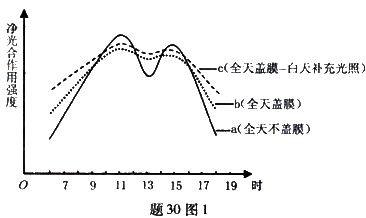 净光合作用强度
c(全天盖膜-白天补充光照)
b(全天盖膜)
a(全天不盖膜)
O 7 9 11 13 15 17 19 时
题30图1